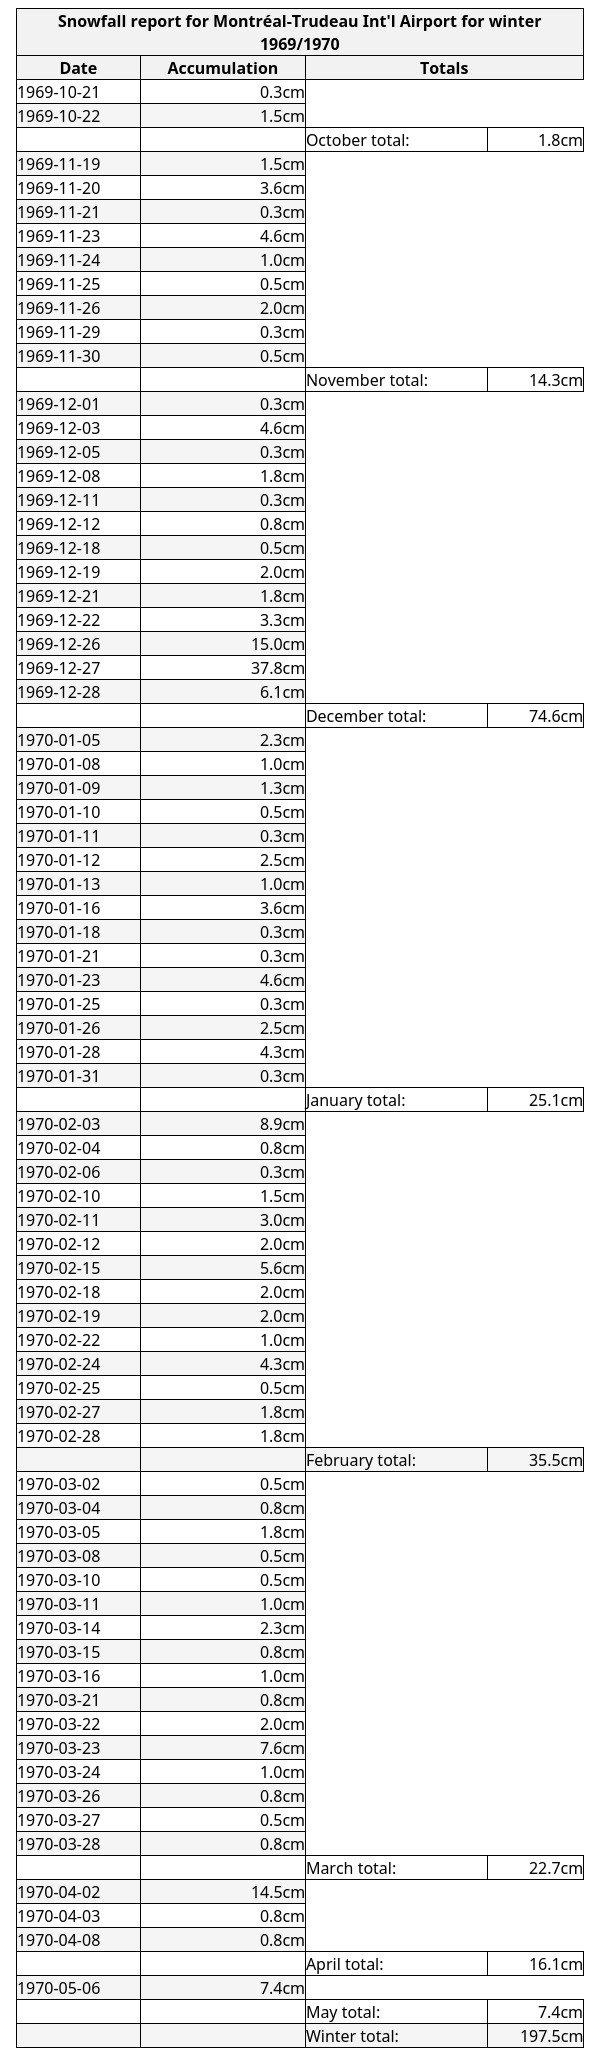 Snowfall report for Montréal-Trudeau Int'l Airport for winter
1969/1970
Date Accumulation Totals
1969-10-21 0.3cm
1969-10-22 1.5cm
October total: 1.8cm
1969-11-19 1.5cm
1969-11-20 3.6cm
1969-11-21 0.3cm
1969-11-23 4.6cm
1969-11-24 1.0cm
1969-11-25 0.5cm
1969-11-26 2.0cm
1969-11-29 0.3cm
1969-11-30 0.5cm
November total: 14.3cm
1969-12-01 0.3cm
1969-12-03 4.6cm
1969-12-05 0.3cm
1969-12-08 1.8cm
1969-12-11 0.3cm
1969-12-12 0.8cm
1969-12-18 0.5cm
1969-12-19 2.0cm
1969-12-21 1.8cm
1969-12-22 3.3cm
1969-12-26 15.0cm
1969-12-27 37.8cm
1969-12-28 6.1cm
December total: 74.6cm
1970-01-05 2.3cm
1970-01-08 1.0cm
1970-01-09 1.3cm
1970-01-10 0.5cm
1970-01-11 0.3cm
1970-01-12 2.5cm
1970-01-13 1.0cm
1970-01-16 3.6cm
1970-01-18 0.3cm
1970-01-21 0.3cm
1970-01-23 4.6cm
1970-01-25 0.3cm
1970-01-26 2.5cm
1970-01-28 4.3cm
1970-01-31 0.3cm
January total: 25.1cm
1970-02-03 8.9cm
1970-02-04 0.8cm
1970-02-06 0.3cm
1970-02-10 1.5cm
1970-02-11 3.0cm
1970-02-12 2.0cm
1970-02-15 5.6cm
1970-02-18 2.0cm
1970-02-19 2.0cm
1970-02-22 1.0cm
1970-02-24 4.3cm
1970-02-25 0.5cm
1970-02-27 1.8cm
1970-02-28 1.8cm
February total: 35.5cm
1970-03-02 0.5cm
1970-03-04 0.8cm
1970-03-05 1.8cm
1970-03-08 0.5cm
1970-03-10 0.5cm
1970-03-11 1.0cm
1970-03-14 2.3cm
1970-03-15 0.8cm
1970-03-16 1.0cm
1970-03-21 0.8cm
1970-03-22 2.0cm
1970-03-23 7.6cm
1970-03-24 1.0cm
1970-03-26 0.8cm
1970-03-27 0.5cm
1970-03-28 0.8cm
March total: 22.7cm
1970-04-02 14.5cm
1970-04-03 0.8cm
1970-04-08 0.8cm
April total: 16.1cm
1970-05-06 7.4cm
May total: 7.4cm
Winter total: 197.5cm